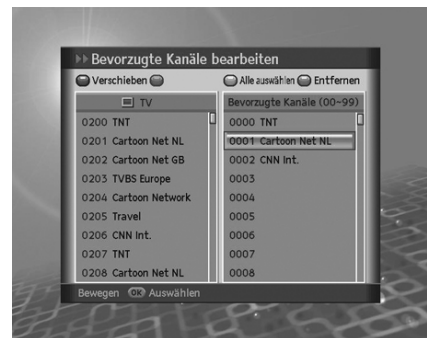 Bevorzugte Kanäle bearbeiten
Verschieben Alle auswählen Entfernen
TV
0200 TNT
0201 Cartoon Net NL
0202 Cartoon Net GB
0203 TVBS Europe
0204 Cartoon Network
0205 Travel
0206 CNN Int.
0207 TNT
0208 Cartoon Net NL
Bevorzugte Kanäle (00~99)
0000 TNT
0001 Cartoon Net NL
0002 CNN Int.
0003
0004
0005
0006
0007
0008
Bewegen OK Auswählen